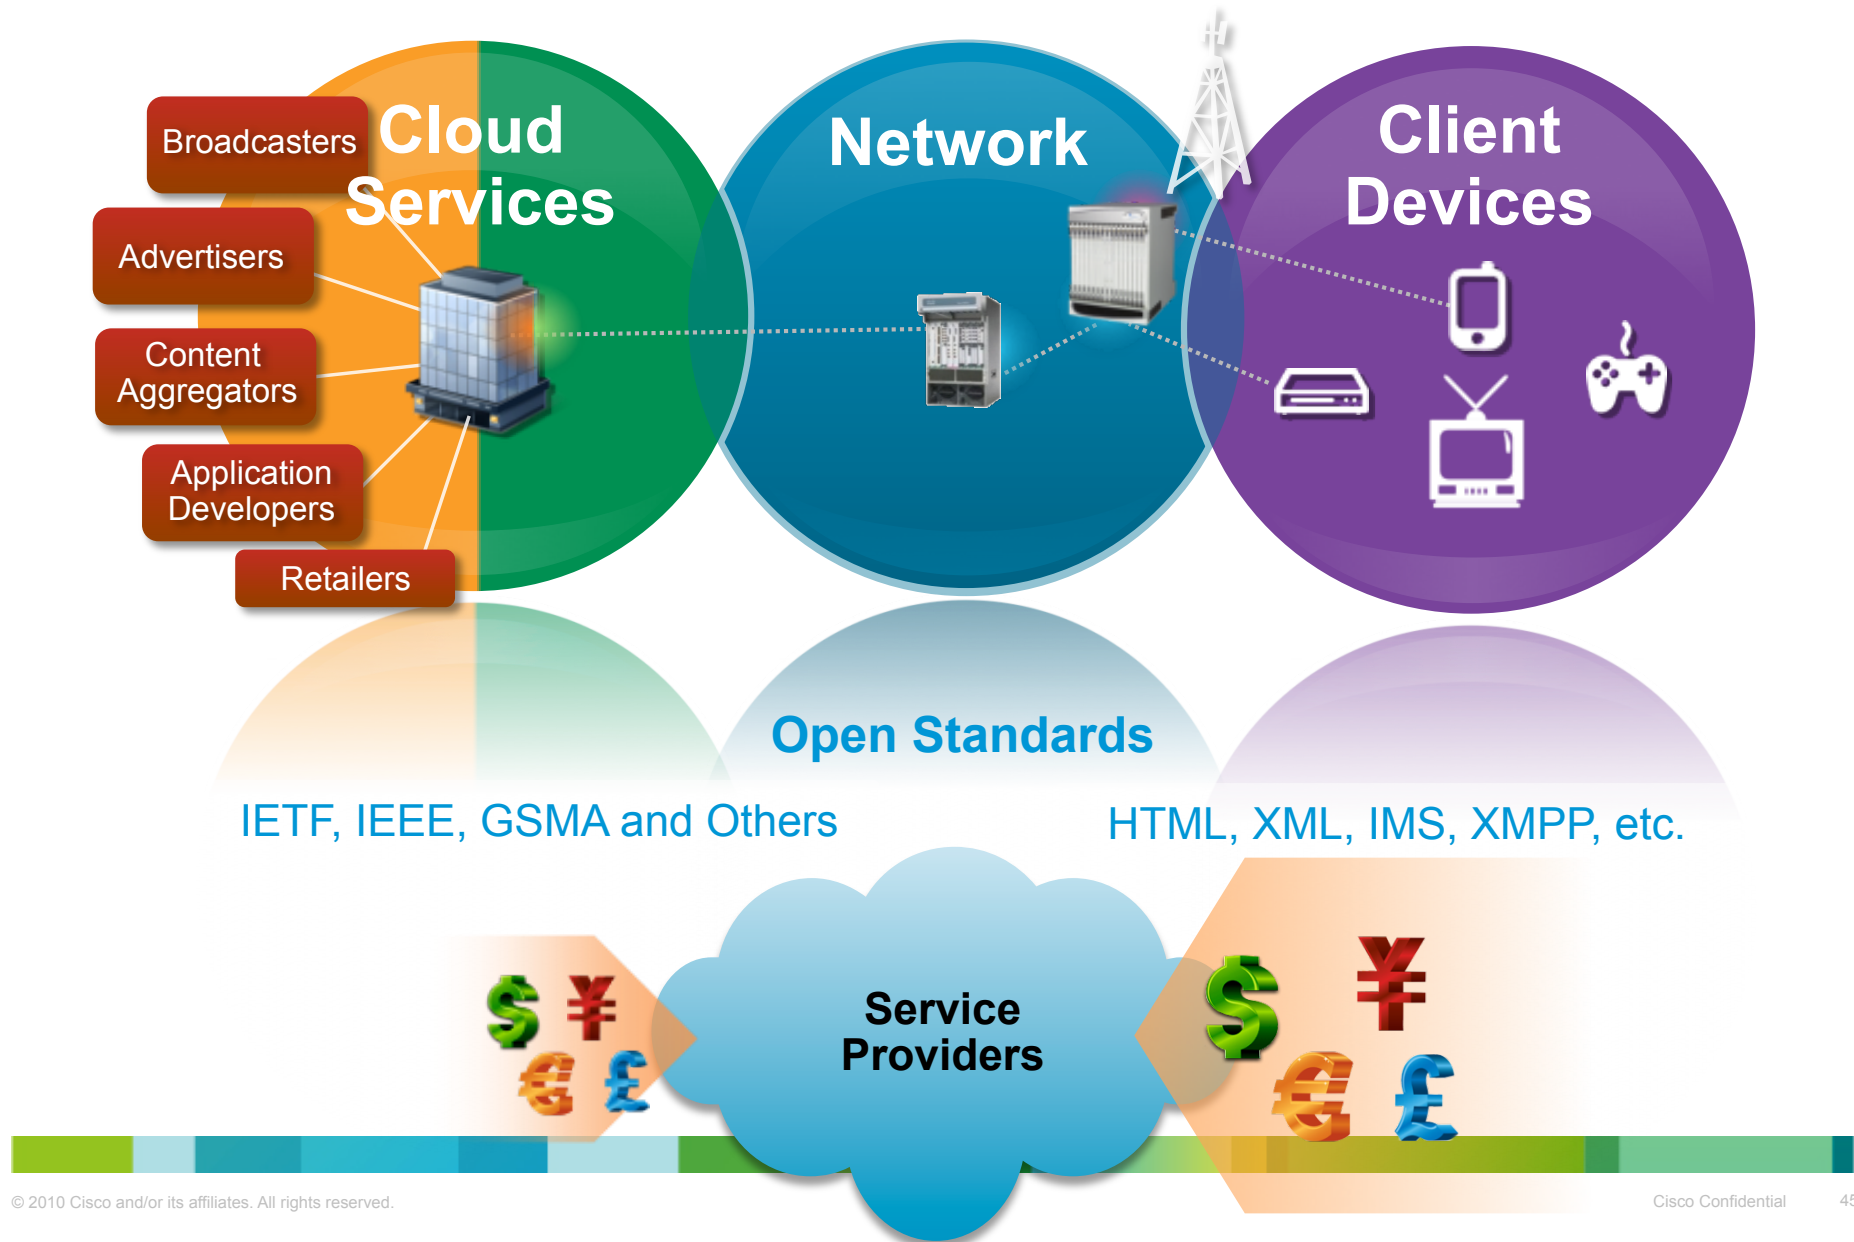 Cloud
Services
Network
Client
Devices
Broadcasters
Advertisers
Content
Aggregators
Application
Developers
Retailers
Open Standards
IETF, IEEE, GSMA and Others
HTML, XML, IMS, XMPP, etc.
Service
Providers
$ ¥
€ £
$ ¥
€ £
© 2010 Cisco and/or its affiliates. All rights reserved.
Cisco Confidential
45